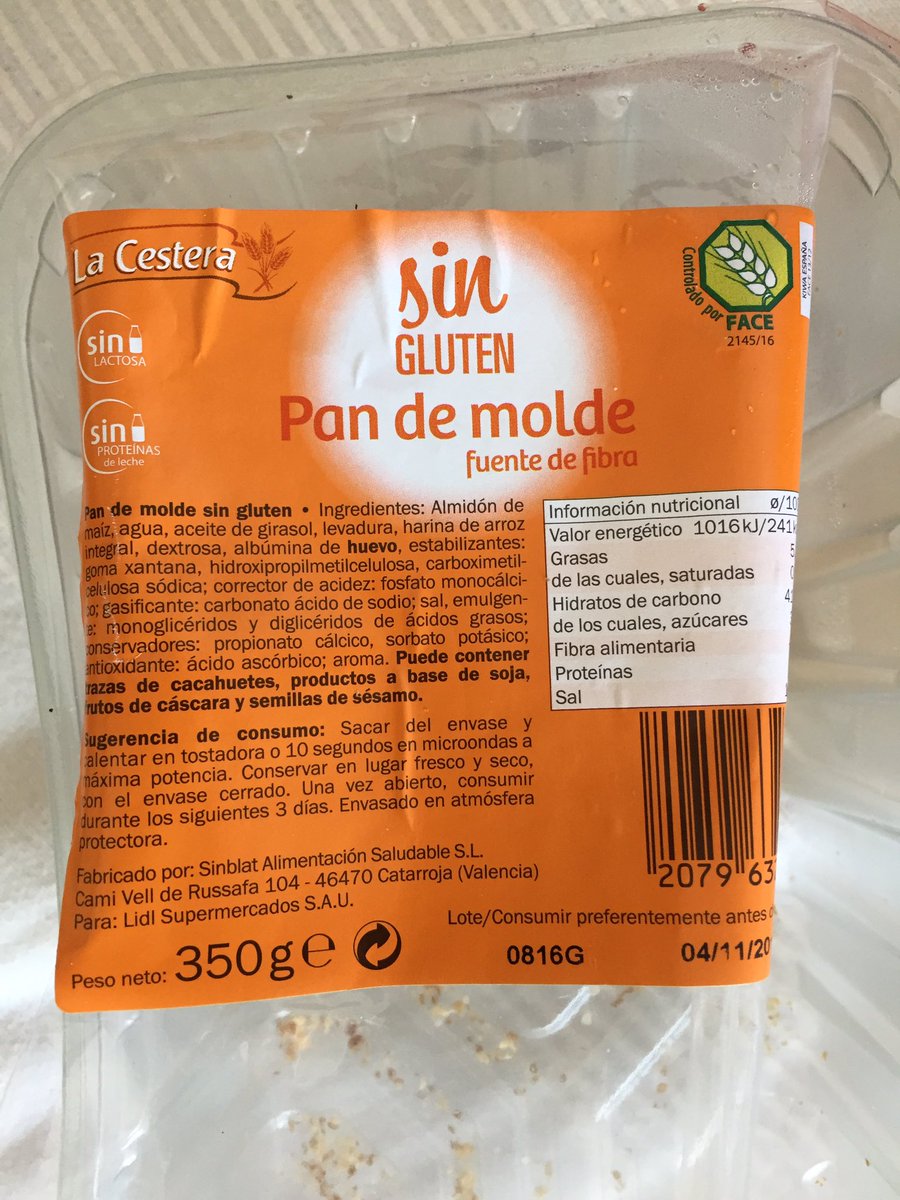 La Cestera
sin
GLUTEN
Controlado por
FACE
2145/16
KIWA ESPAÑA
sin
LACTOSA
sin
PROTEÍNAS
de leche
Pan de molde
fuente de fibra
Pan de molde sin gluten • Ingredientes: Almidón de
maíz, agua, aceite de girasol, levadura, harina de arroz
integral, dextrosa, albúmina de huevo, estabilizantes:
goma xantana, hidroxipropilmetilcelulosa, carboximetil-
celulosa sódica; corrector de acidez: fosfato monocálci-
co; gasificante: carbonato ácido de sodio; sal, emulgen-
te: monoglicéridos y diglicéridos de ácidos grasos;
conservadores: propionato cálcico, sorbato potásico;
antioxidante: ácido ascórbico; aroma. Puede contener
trazas de cacahuetes, productos a base de soja,
frutos de cáscara y semillas de sésamo.
Sugerencia de consumo: Sacar del envase y
calentar en tostadora o 10 segundos en microondas a
máxima potencia. Conservar en lugar fresco y seco,
con el envase cerrado. Una vez abierto, consumir
durante los siguientes 3 días. Envasado en atmósfera
protectora.
Información nutricional ø/10
Valor energético 1016kJ/241k
Grasas 5
de las cuales, saturadas
Hidratos de carbono 4
de los cuales, azúcares
Fibra alimentaria
Proteínas
Sal
2079 63
Fabricado por: Sinblat Alimentación Saludable S.L.
Cami Vell de Russafa 104 - 46470 Catarroja (Valencia)
Para: Lidl Supermercados S.A.U.
Lote/Consumir preferentemente antes
0816G 04/11/20
Peso neto: 350g e